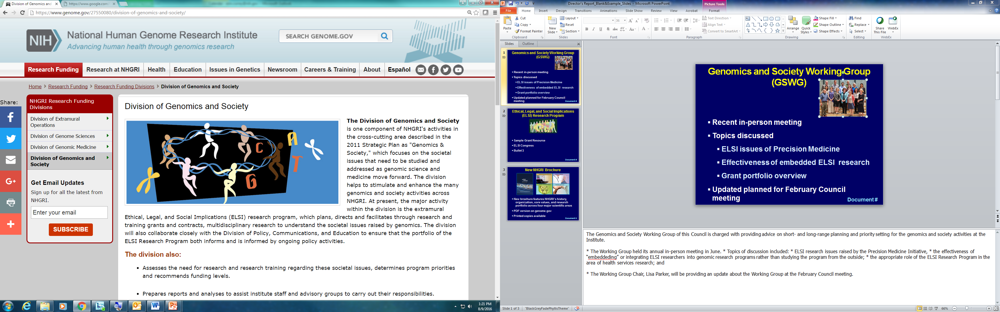 Division of Genomics and
https://www.google.com/
https://www.genome.gov/27550080/division-of-genomics-and-society/
NIH
National Human Genome Research Institute
Advancing human health through genomics research
SEARCH GENOME.GOV
Research Funding
Research at NHGRI
Health
Education
Issues in Genetics
Newsroom
Careers & Training
About
Español
Home
Research Funding
Research Funding Divisions
Division of Genomics and Society
Share:
NHGRI Research Funding
Divisions
Division of Extramural
Operations
Division of Genome Sciences
Division of Genomic Medicine
Division of Genomics and
Society
Get Email Updates
Sign up for all the latest from
NHGRI.
Enter your email
SUBSCRIBE
Division of Genomics and Society
A
C
T
G
The Division of Genomics and Society
is one component of NHGRI's activities in
the cross-cutting area described in the
2011 Strategic Plan as "Genomics &
Society," which focuses on the societal
issues that need to be studied and
addressed as genomic science and
medicine move forward. The division
helps to stimulate and enhance the many
genomics and society activities across
NHGRI. At present, the major activity
within the division is the extramural
Ethical, Legal, and Social Implications (ELSI) research program, which plans, directs and facilitates through research and
training grants and contracts, multidisciplinary research to understand the societal issues raised by genomics. The division
will also collaborate closely with the Division of Policy, Communications, and Education to ensure that the portfolio of the
ELSI Research Program both informs and is informed by ongoing policy activities.
The division also:
• Assesses the need for research and research training regarding these societal issues, determines program priorities
and recommends funding levels.
• Prepares reports and analyses to assist institute staff and advisory groups to carry out their responsibilities.
1:21 PM
8/9/2016
Director's Report_Blank&Example_Slides - Microsoft PowerPoint
Picture Tools
File
Home
Insert
Design
Transitions
Animations
Slide Show
Review
View
Acrobat
Format
Paste
Cut
Copy
Format Painter
Clipboard
New
Slide
Layout
Reset
Section
Slides
36
Font
Text Direction
Align Text
Convert to SmartArt
Paragraph
Arrange
Quick
Styles
Shape Fill
Shape Outline
Shape Effects
Drawing
Find
Replace
Select
Editing
Share
This File
WebEx
WebEx
Slides
Outline
1
Genomics and Society Working Group
(GSWG)
▪ Recent in-person meeting
▪ Topics discussed
▪ ELSI issues of Precision Medicine
▪ Effectiveness of embedded ELSI research
▪ Grant portfolio overview
▪ Updated planned for February Council
meeting
Document #
2
Ethical, Legal, and Social Implications
(ELSI) Research Program
▪ Sample Grant Resource
▪ ELSI Congress
▪ Bullet 3
Document #
3
New NHGRI Brochure
▪ New brochure features NHGRI's history,
organization, core values, and research
portfolio across four major scientific areas
▪ PDF version on genome.gov
▪ Printed copies available
Document 6
Genomics and Society Working Group
(GSWG)
▪ Recent in-person meeting
▪ Topics discussed
▪ ELSI issues of Precision Medicine
▪ Effectiveness of embedded ELSI research
▪ Grant portfolio overview
▪ Updated planned for February Council
meeting
Document #
The Genomics and Society Working Group of this Council is charged with providing advice on short- and long-range planning and priority setting for the genomics and society activities at the
Institute.
* The Working Group held its annual in-person meeting in June. * Topics of discussion included: * ELSI research issues raised by the Precision Medicine Initiative, * the effectiveness of
“embeddeding” or integrating ELSI researchers into genomic research programs rather than studying the program from the outside; * the appropriate role of the ELSI Research Program in the
area of health services research; and
* The Working Group Chair, Lisa Parker, will be providing an update about the Working Group at the February Council meeting.
Slide 1 of 3
"BlackGreyFadePhyllisTheme"
66%